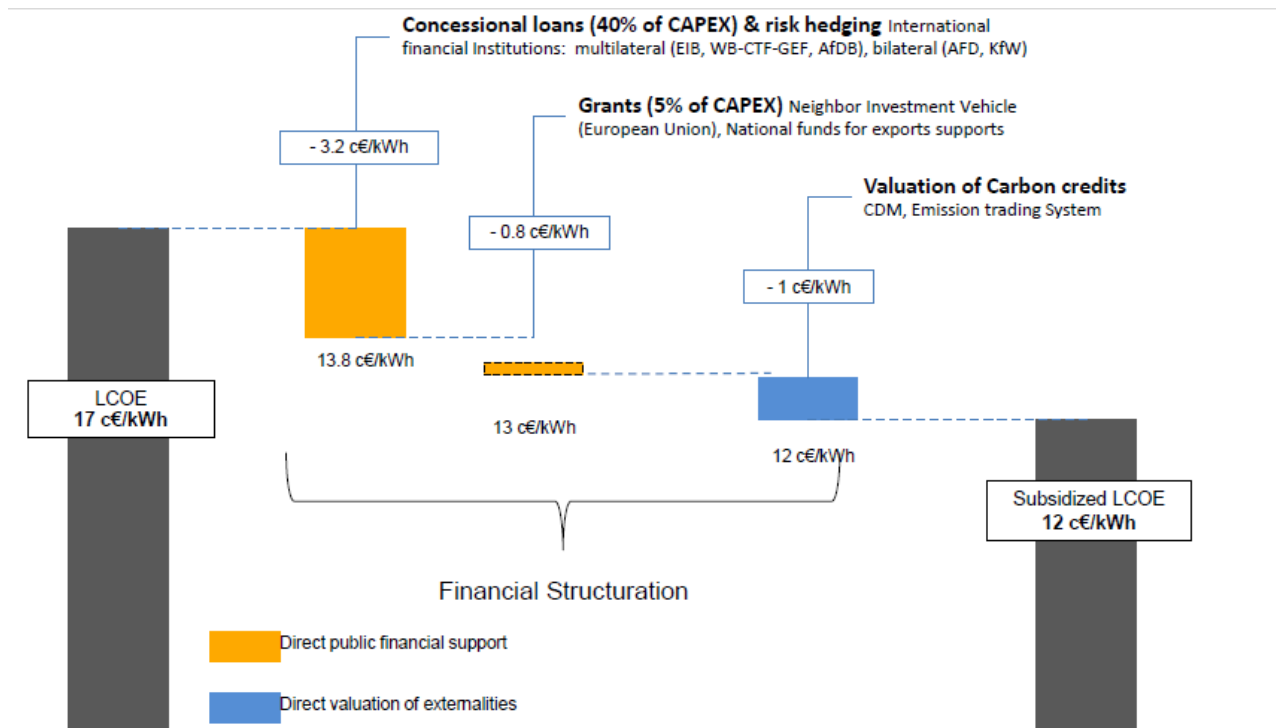 Concessional loans (40% of CAPEX) & risk hedging International
financial Institutions: multilateral (EIB, WB-CTF-GEF, AfDB), bilateral (AFD, KfW)
Grants (5% of CAPEX) Neighbor Investment Vehicle
(European Union), National funds for exports supports
- 3.2 c€/kWh
Valuation of Carbon credits
CDM, Emission trading System
- 0.8 c€/kWh
- 1 c€/kWh
13.8 c€/kWh
LCOE
17 c€/kWh
13 c€/kWh
12 c€/kWh
Subsidized LCOE
12 c€/kWh
Financial Structuration
Direct public financial support
Direct valuation of externalities